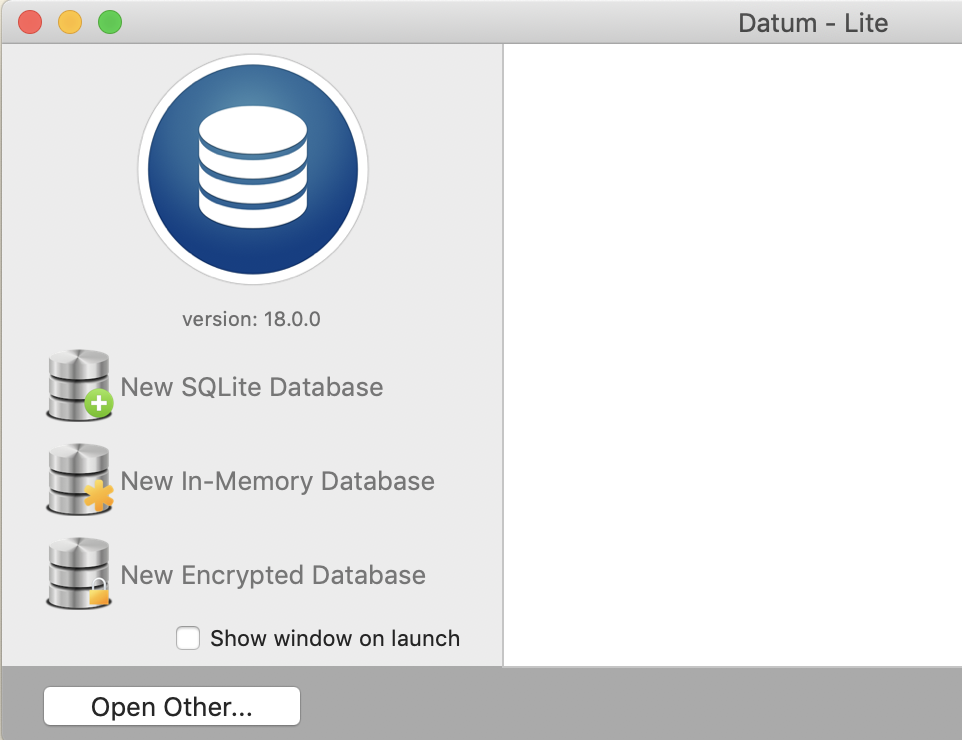 Datum - Lite
version: 18.0.0
New SQLite Database
New In-Memory Database
New Encrypted Database
Show window on launch
Open Other...